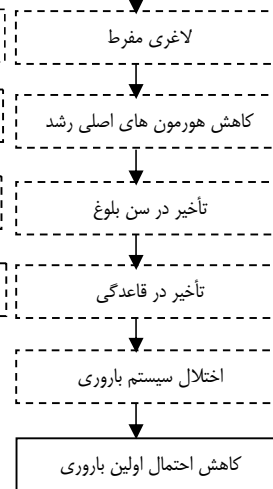 لاغری مفرط
کاهش هورمون های اصلی رشد
تأخیر در سن بلوغ
تأخیر در قاعدگی
اختلال سیستم باروری
کاهش احتمال اولین باروری